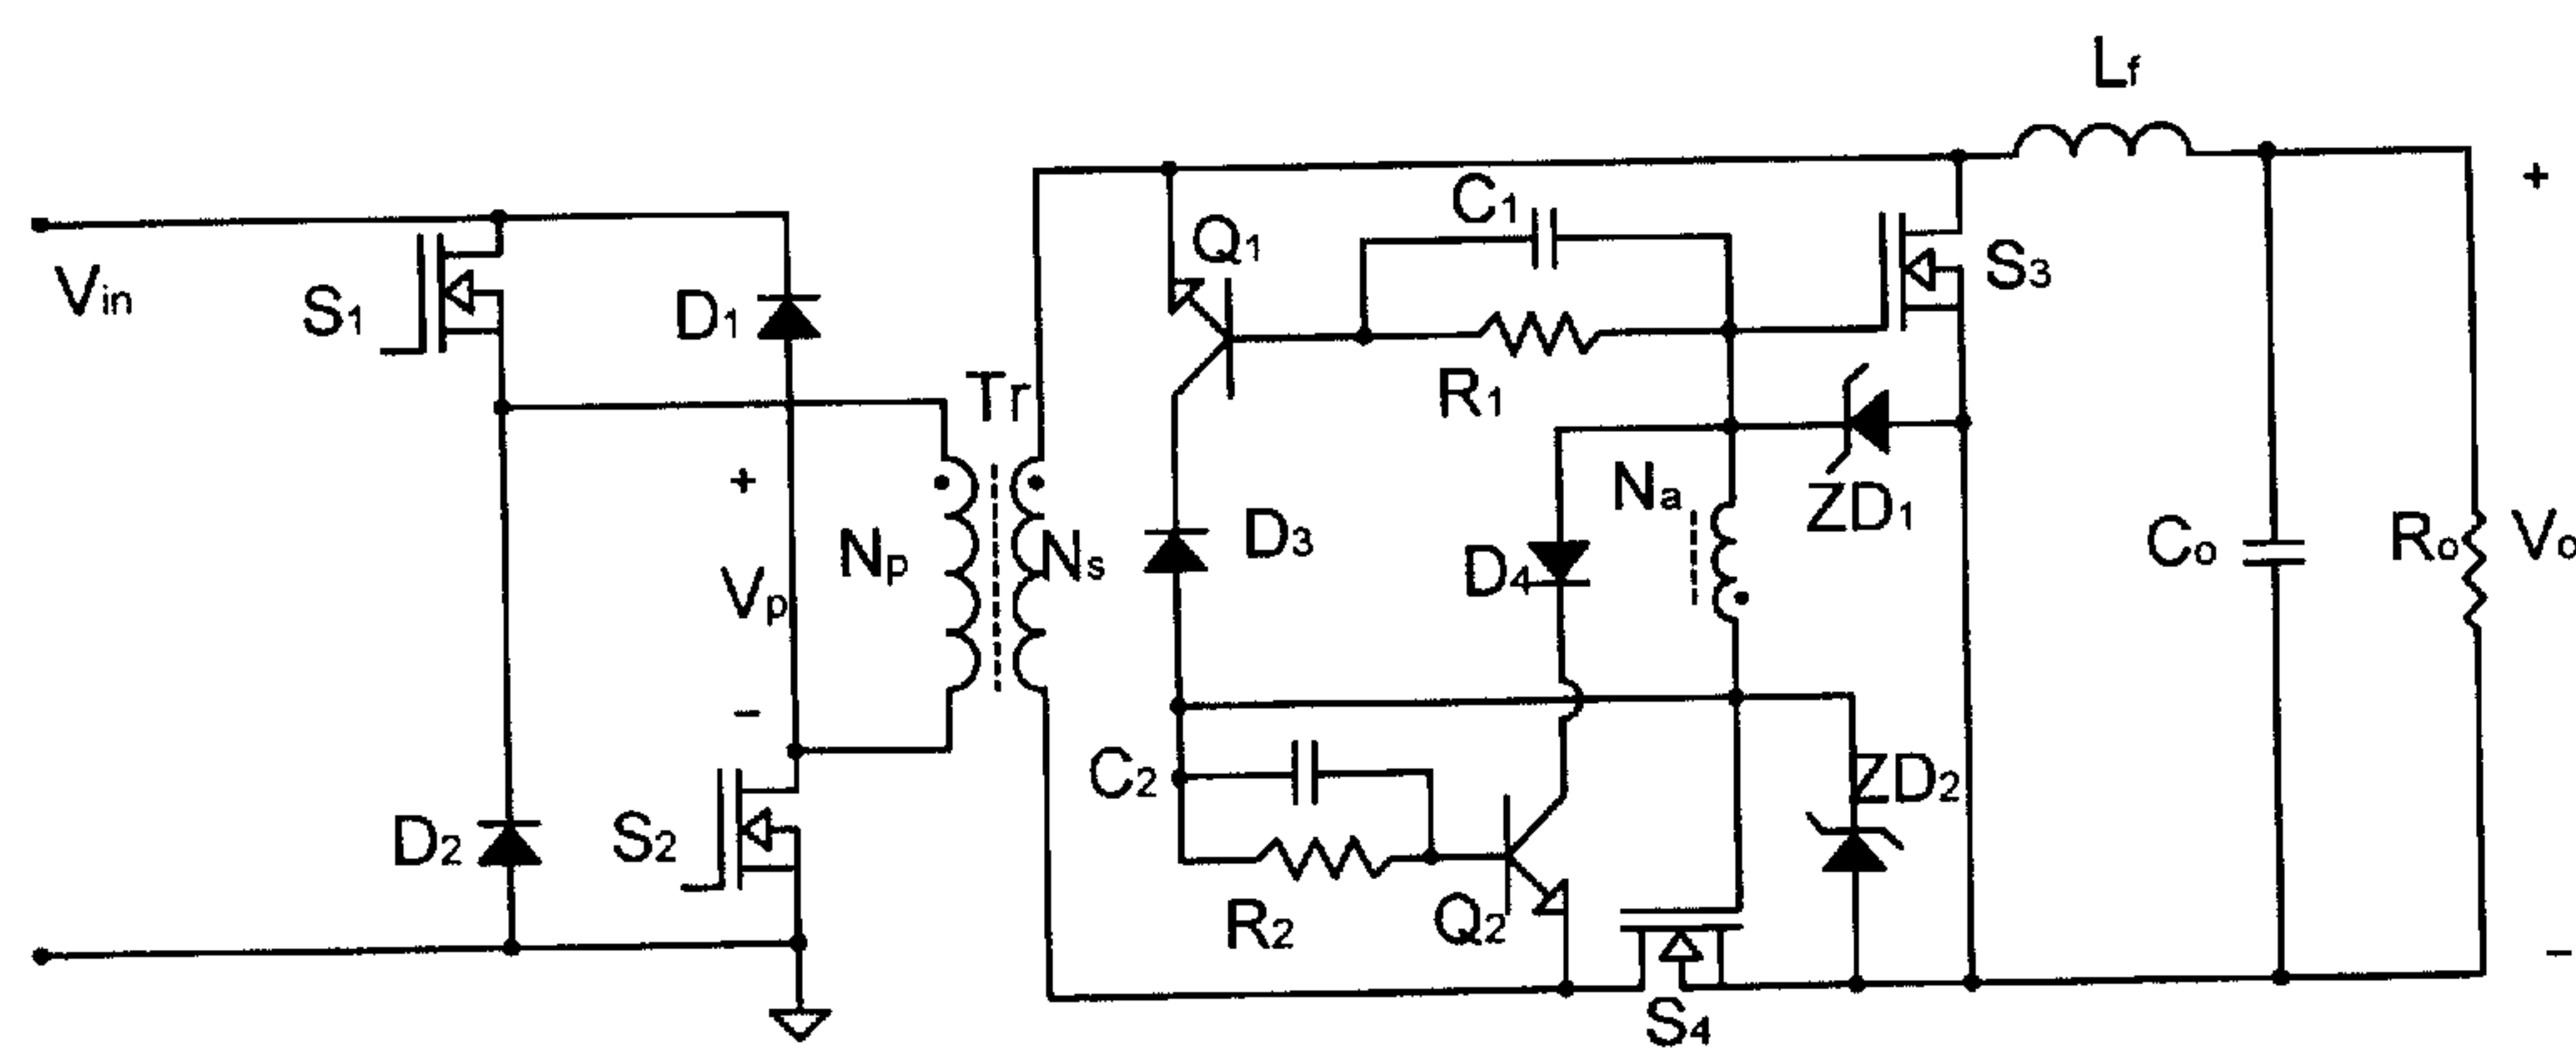 Lf
+
C1
Q1
S3
Vin
S1
D1
Tr
R1
+
Na
ZD1
Np
Ns
D3
D4
Co
Ro
Vo
Vp
−
C2
ZD2
D2
S2
R2
Q2
S4
−